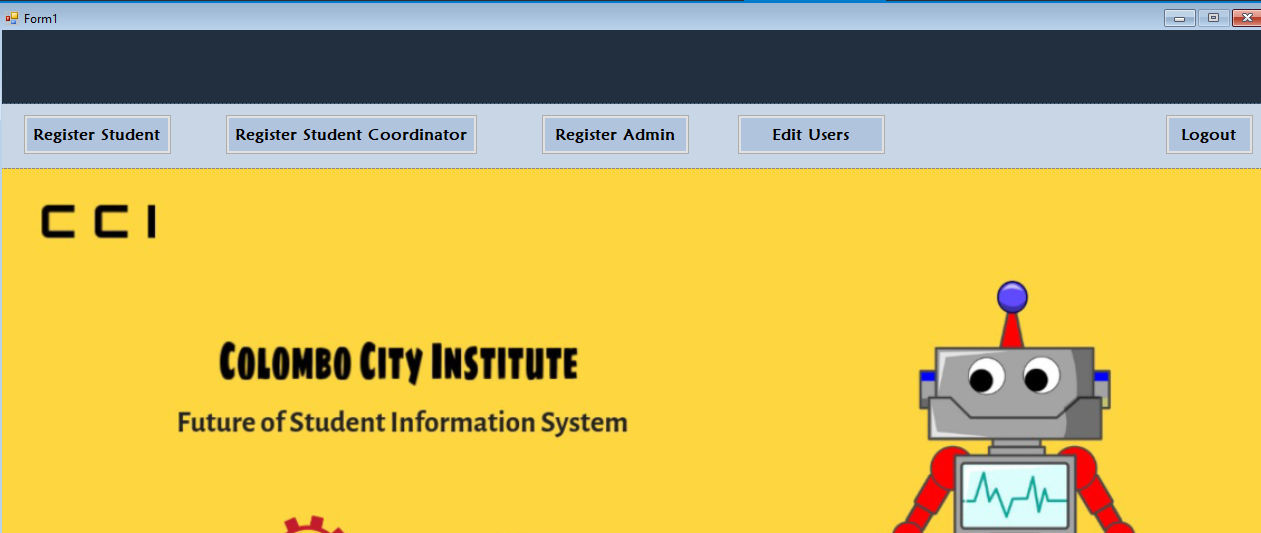 Form1
Register Student
Register Student Coordinator
Register Admin
Edit Users
Logout
CCI
Colombo City Institute
Future of Student Information System